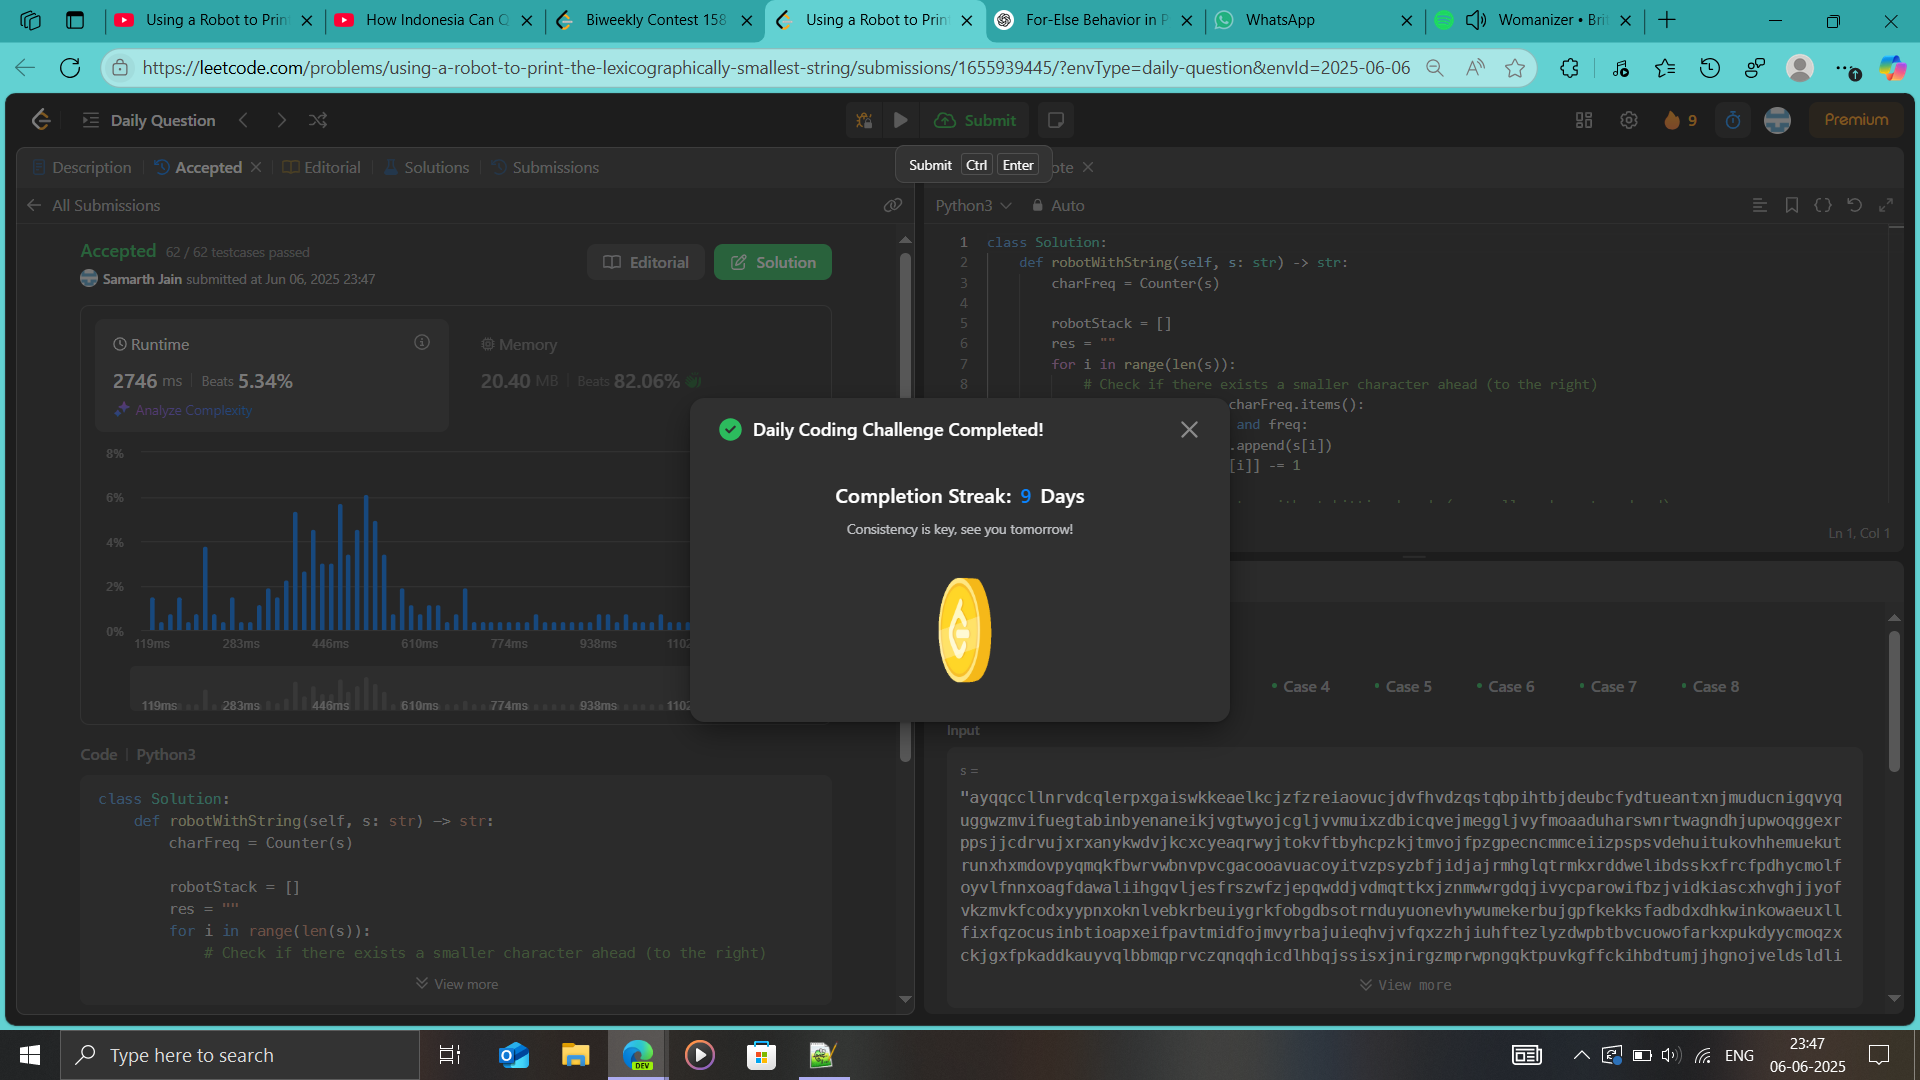 Using a Robot to Prin
How Indonesia Can Q
Biweekly Contest 158
Using a Robot to Prin
For-Else Behavior in P
WhatsApp
Womanizer • Bri
https://leetcode.com/problems/using-a-robot-to-print-the-lexicographically-smallest-string/submissions/1655939445/?envType=daily-question&envId=2025-06-06
DEV
Daily Question
Submit
9
Premium
Description
Accepted
Editorial
Solutions
Submissions
Submit Ctrl Enter
ote
All Submissions
Python3
Auto
Accepted 62 / 62 testcases passed
Samarth Jain submitted at Jun 06, 2025 23:47
Editorial
Solution
Runtime
2746 ms Beats 5.34%
Analyze Complexity
Memory
20.40 MB Beats 82.06%
8%
6%
4%
2%
0%
119ms 283ms 446ms 610ms 774ms 938ms 1102
119ms 283ms 446ms 610ms 774ms 938ms 1102
Code | Python3
class Solution:
def robotWithString(self, s: str) -> str:
charFreq = Counter(s)
robotStack = []
res = ""
for i in range(len(s)):
# Check if there exists a smaller character ahead (to the right)
View more
1 class Solution:
2 def robotWithString(self, s: str) -> str:
3 charFreq = Counter(s)
4
5 robotStack = []
6 res = ""
7 for i in range(len(s)):
8 # Check if there exists a smaller character ahead (to the right)
charFreq.items():
and freq:
.append(s[i])
[i]] -= 1
Ln 1, Col 1
Daily Coding Challenge Completed!
Completion Streak: 9 Days
Consistency is key, see you tomorrow!
Case 4
Case 5
Case 6
Case 7
Case 8
Input
s =
"ayqqccllnrvdcqlerpxgaiswkkeaelkcjzfzreiaovucjdvfhvdzqstqbpihtbjdeubcfydtueantxnjmuducnigqvyq
uggwzmvifuegtabinbyenaneikjvgtwyojcgljvvmuixzdbicqvejmeggljvyfmoaaduharswnrtwagndhjupwoqggexr
ppsjjcdrvujxrxanykwdvjkcxcyeaqrwyjtokvftbyhcpzkjtmvojfpzgpecncmmceiizpspsvdehuitukovhhemuekut
runxhxmdovpyqmqkfbwrvwbnvpvcgacooavuacoyitvzpsyzbfjidjajrmhglqtrmkxrddwelibdsskxfrcfpdhycmolf
oyvlfnnxoagfdawaliihgqvljesfrszwfzjepqwddjvdmqttkxjznmwwrgdqjivycparowifbzjvidkiascxhvghjjyof
vkzmvkfcodxyypnxoknlvebkrbeuiygrkfobgdbsotrnduyuonevhywumekerbujgpfkekksfadbdxdhkwinkowaeuxll
fixfqzocusinbtioapxeifpavtmidfojmvyrbajuieqhvjvfqxzzhjiuhftezlyzdwpbtbvcuowofarkxpukdyycmoqzx
ckjgxfpkaddkauyvqlbbmqprvczqnqqhicdlhbqjssisxjnirgzmprwpngqktpuvkgffckihbdtumjjhgnojveldsldli
View more
Type here to search
ENG
23:47
06-06-2025